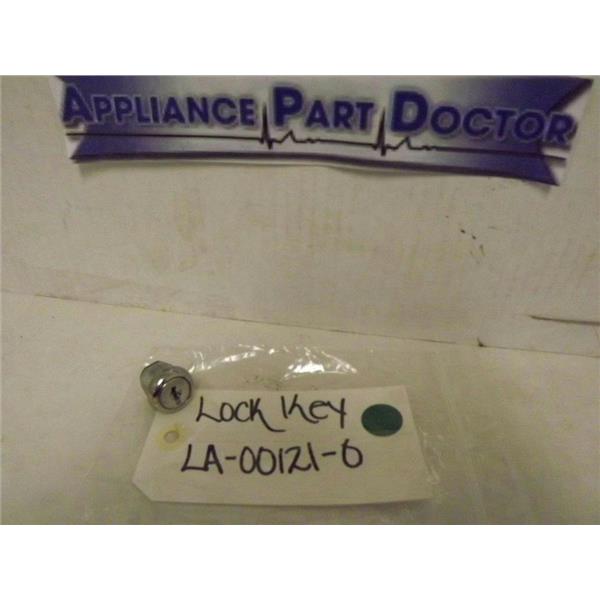 APPLIANCE PART DOCTOR
LOCK KEY
LA-00121-0